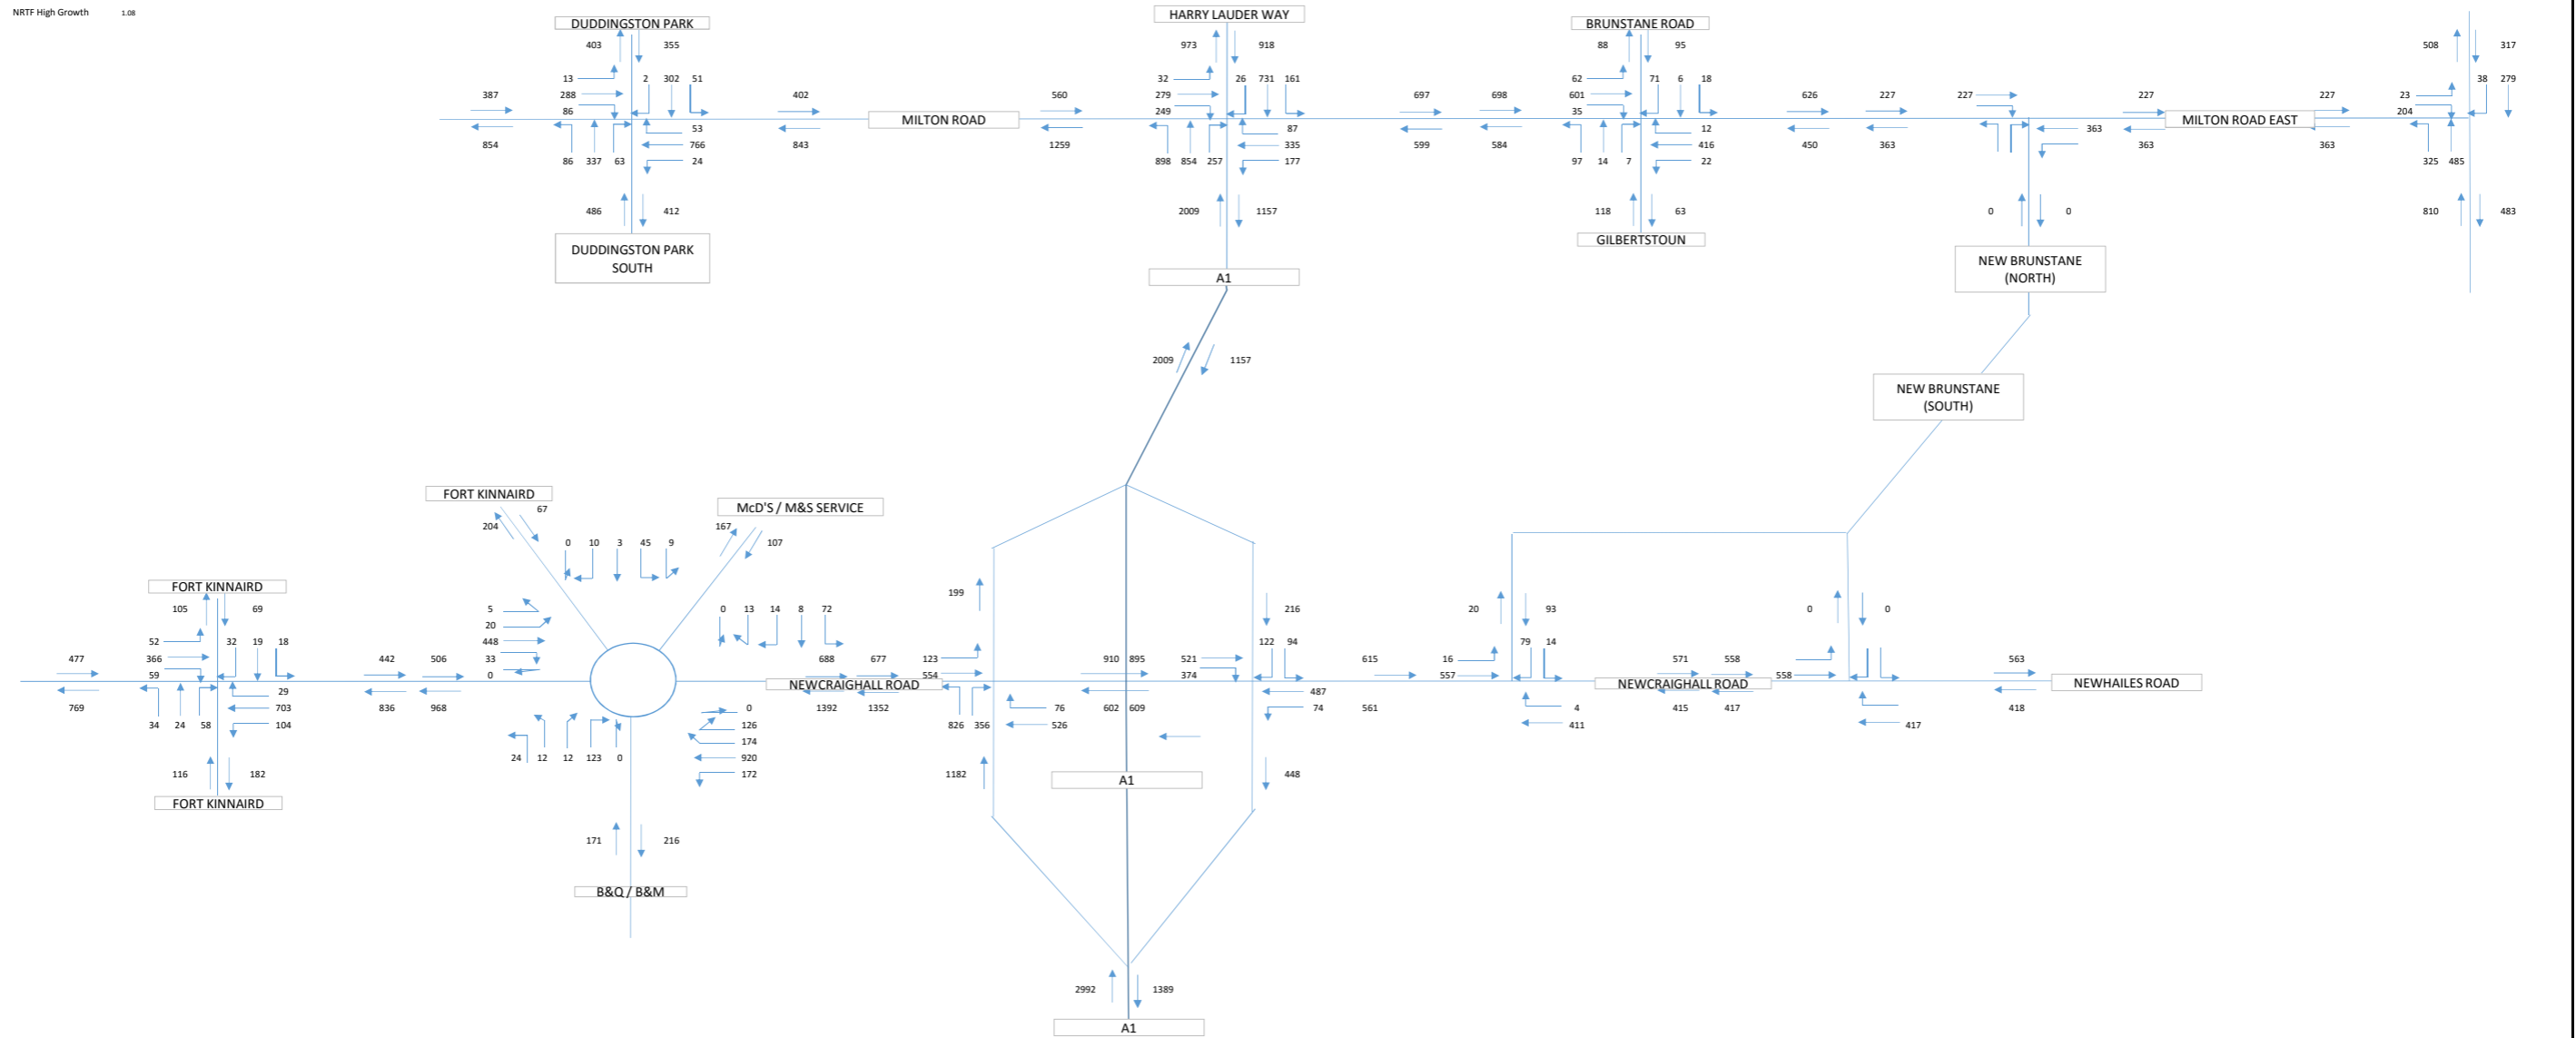 NRTF High Growth 1.08
DUDDINGSTON PARK HARRY LAUDER WAY BRUNSTANE ROAD
403 355 973 918 88 95 508 317
13 2 302 51 32 26 731 161 62 71 6 18 38 279
387 288 402 560 279 697 698 601 626 227 227 227 227 23
86 249 35 204
MILTON ROAD MILTON ROAD EAST
53 87 12 363
854 766 843 1259 335 599 584 416 450 363 363 363
86 337 63 24 898 854 257 177 97 14 7 22 325 485
486 412 2009 1157 118 63 0 0 810 483
DUDDINGSTON PARK
SOUTH
GILBERTSTOUN
NEW BRUNSTANE
(NORTH)
A1
2009 1157
NEW BRUNSTANE
(SOUTH)
FORT KINNAIRD McD'S / M&S SERVICE
67
204 167
0 10 3 45 9 107
FORT KINNAIRD
199
105 69 5 0 13 14 8 72 216 20 93 0 0
20
52 32 19 18 448 122 94 79 14
477 366 442 506 33 688 677 123 910 895 521 615 16 571 558 563
59 0 554 374 557 558
NEWCRAIGHALL ROAD NEWCRAIGHALL ROAD NEWHAILES ROAD
29 487
769 703 836 968 0 1392 1352 76 602 609 74 561 4 415 417 418
34 24 58 104 126 826 356 526 411 417
174
24 12 12 123 0 920
116 182 172 1182 448
FORT KINNAIRD A1
171 216
B&Q / B&M
2992 1389
A1